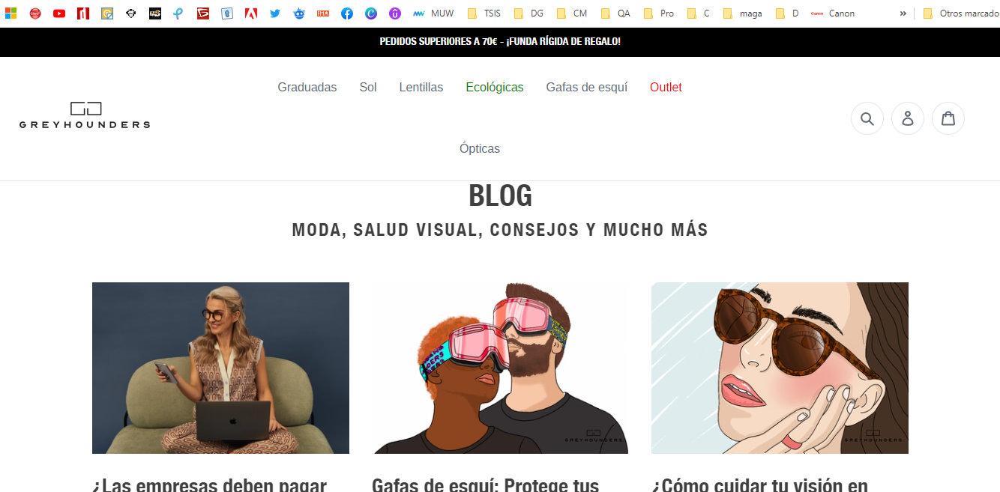 MUW TSIS DG CM QA Pro C maga D Canon Canon » Otros marcado
PEDIDOS SUPERIORES A 70€ - ¡FUNDA RÍGIDA DE REGALO!
Graduadas Sol Lentillas Ecológicas Gafas de esquí Outlet
GREYHOUNDERS
Ópticas
BLOG
MODA, SALUD VISUAL, CONSEJOS Y MUCHO MÁS
GREYHOUNDERS
GREYHOUNDERS
¿Las empresas deben pagar
Gafas de esquí: Protege tus
¿Cómo cuidar tu visión en